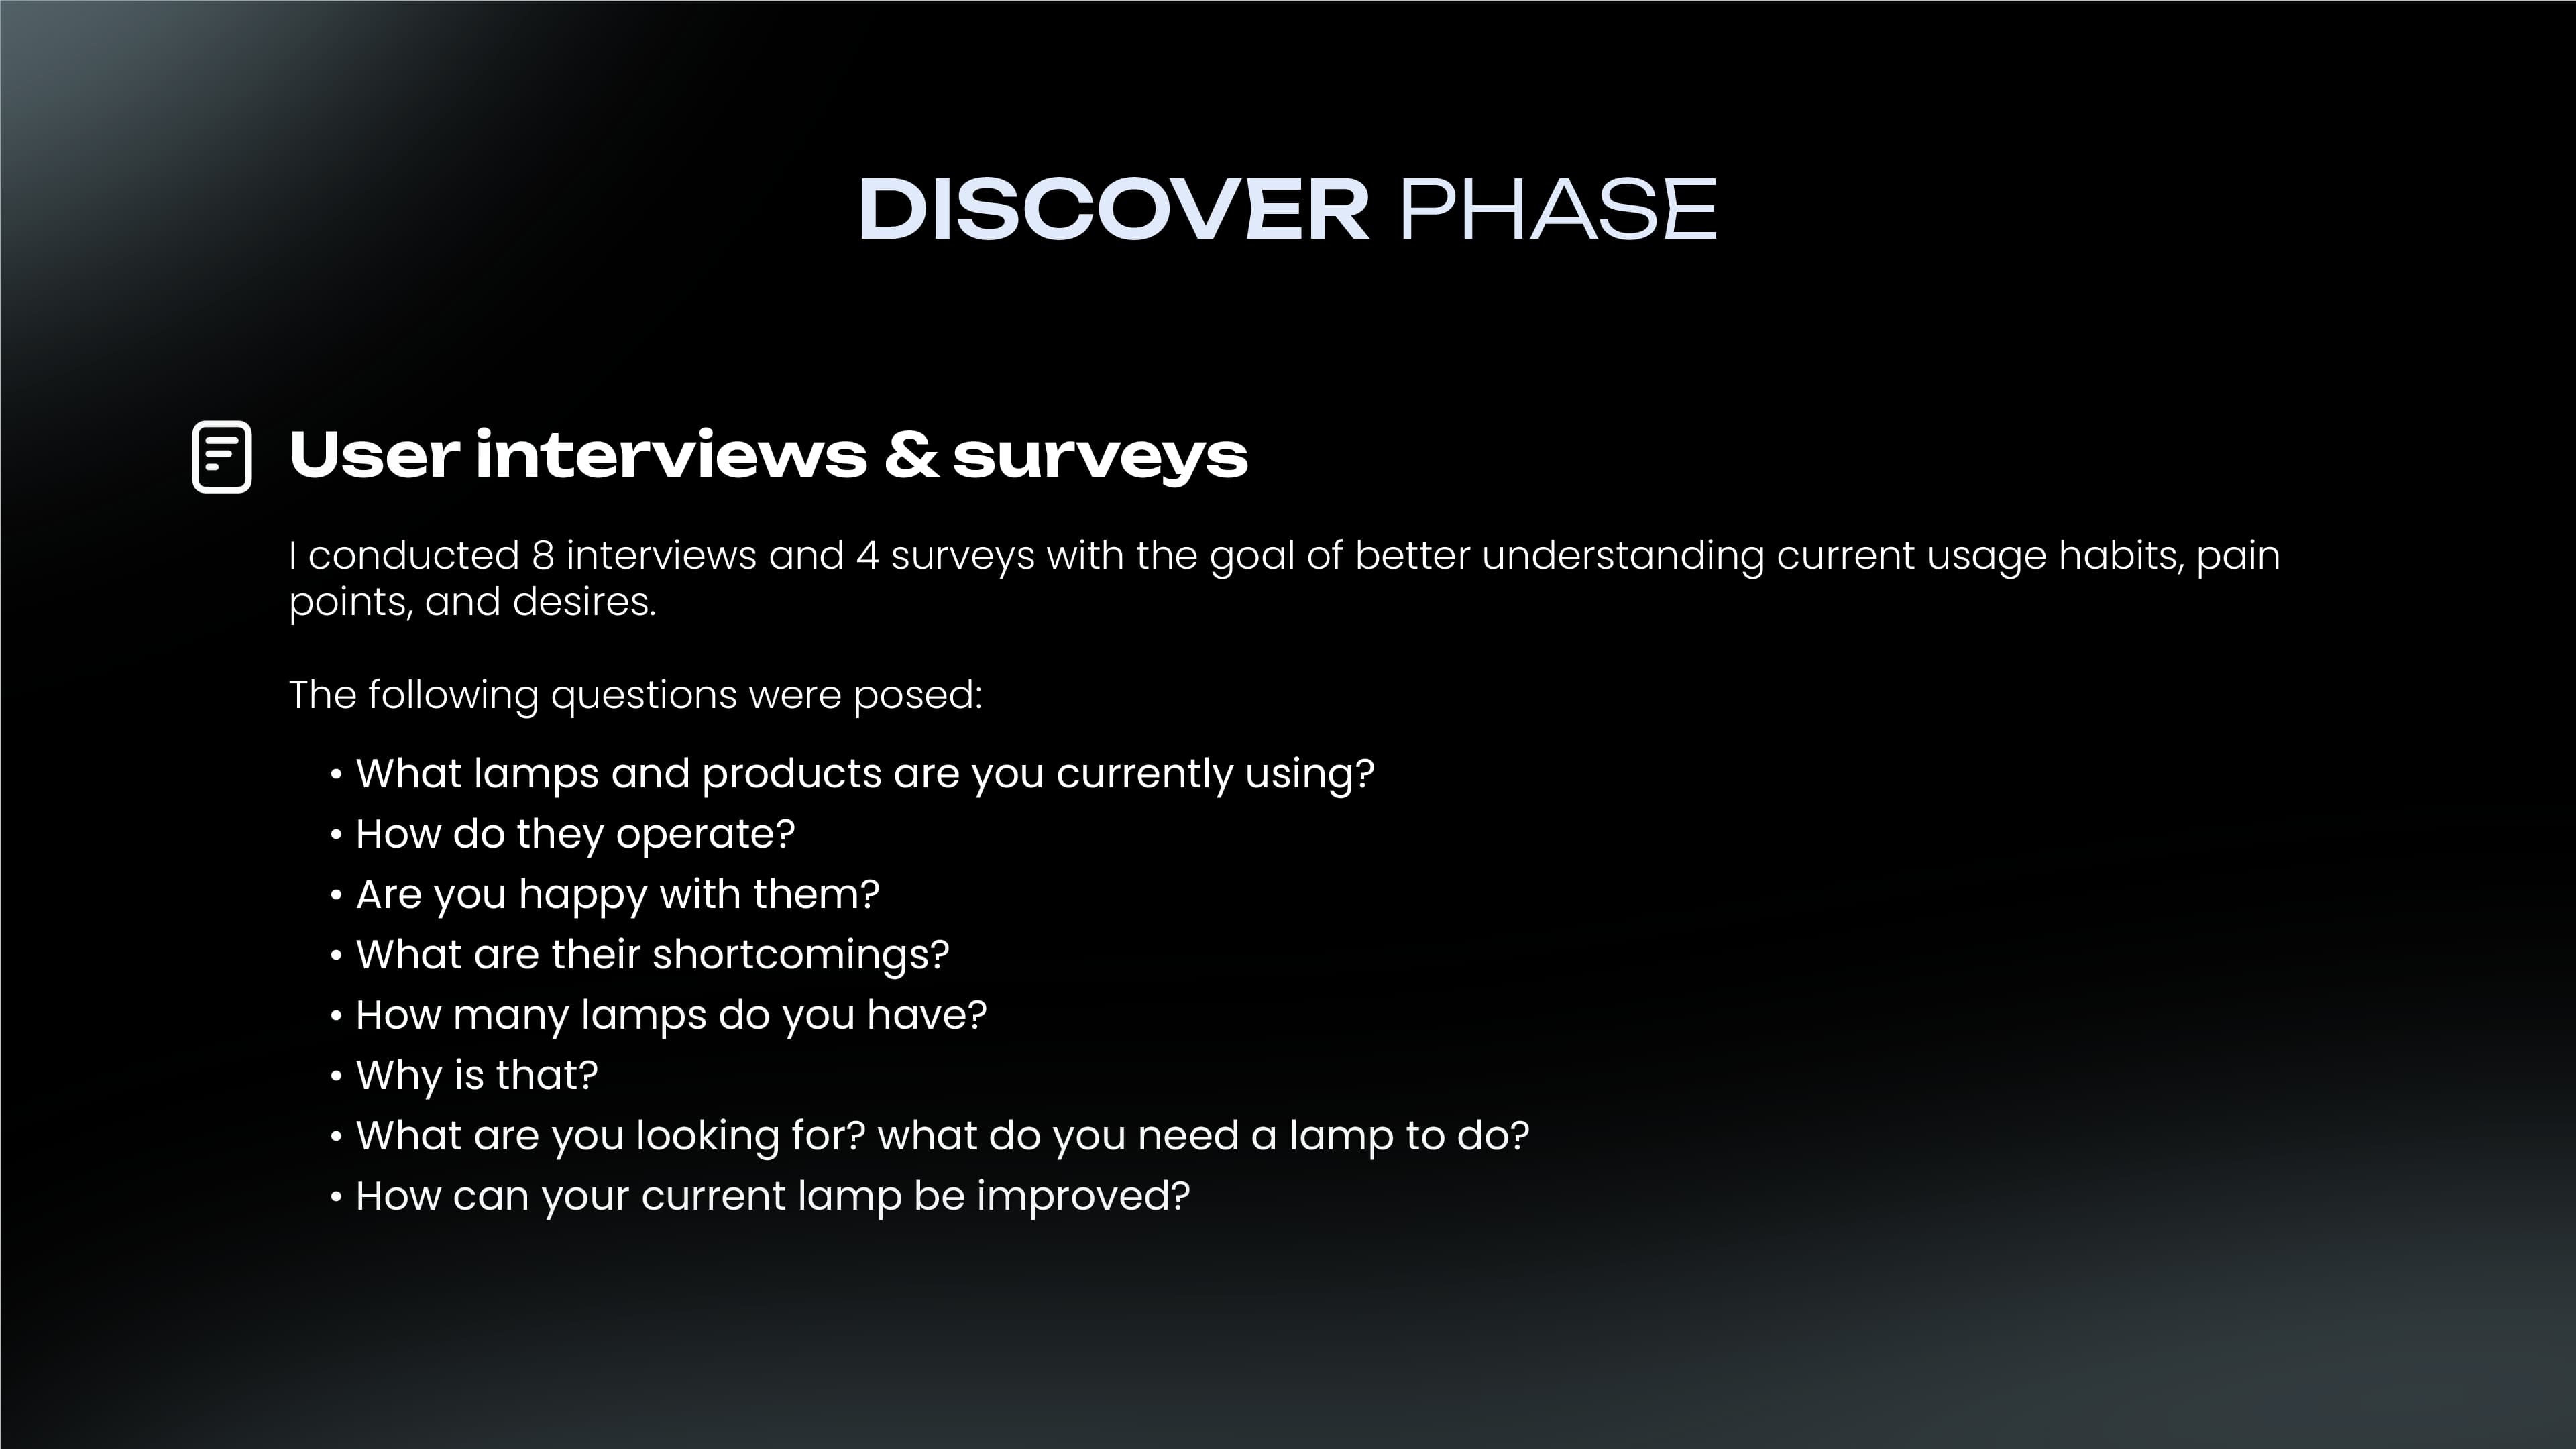 DISCOVER PHASE
User interviews & surveys
I conducted 8 interviews and 4 surveys with the goal of better understanding current usage habits, pain
points, and desires.
The following questions were posed:
• What lamps and products are you currently using?
• How do they operate?
• Are you happy with them?
• What are their shortcomings?
• How many lamps do you have?
• Why is that?
• What are you looking for? what do you need a lamp to do?
• How can your current lamp be improved?